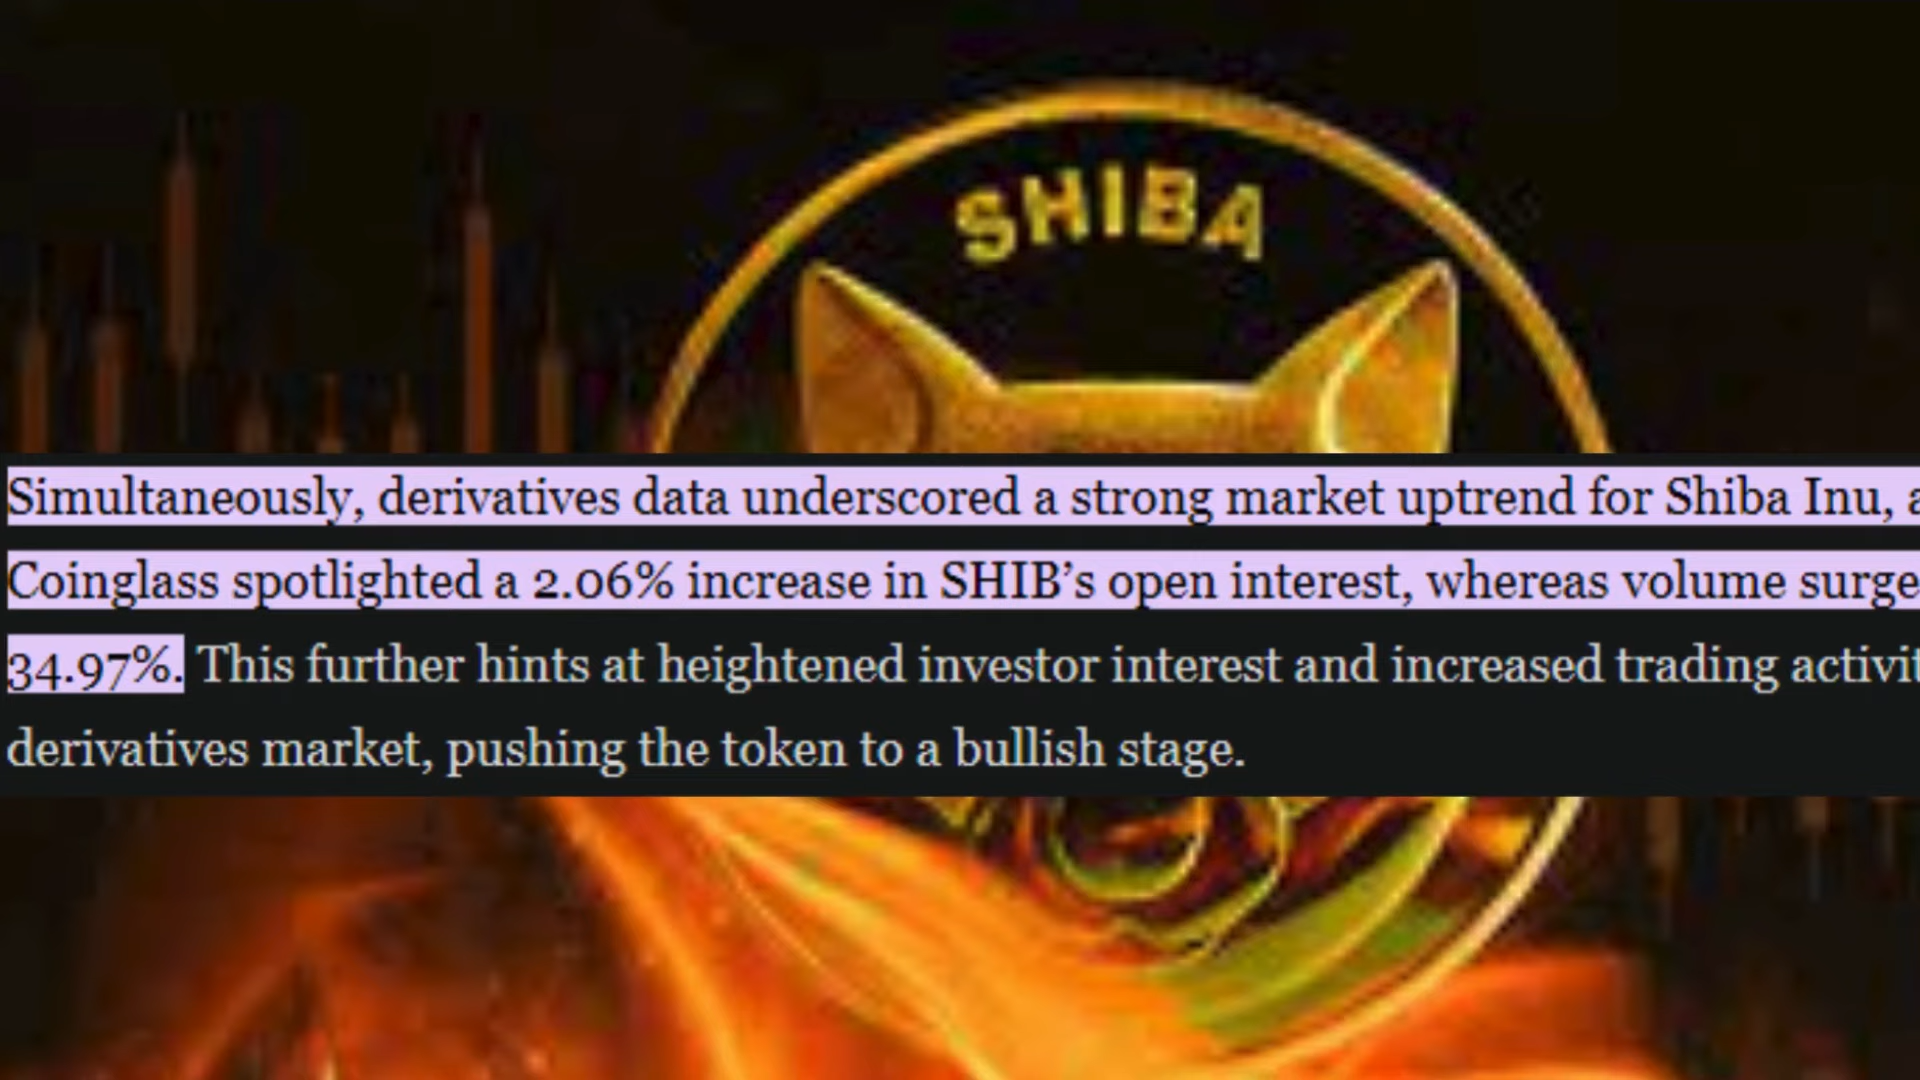 SHIBA
Simultaneously, derivatives data underscored a strong market uptrend for Shiba Inu, a
Coinglass spotlighted a 2.06% increase in SHIB’s open interest, whereas volume surge
34.97%. This further hints at heightened investor interest and increased trading activit
derivatives market, pushing the token to a bullish stage.